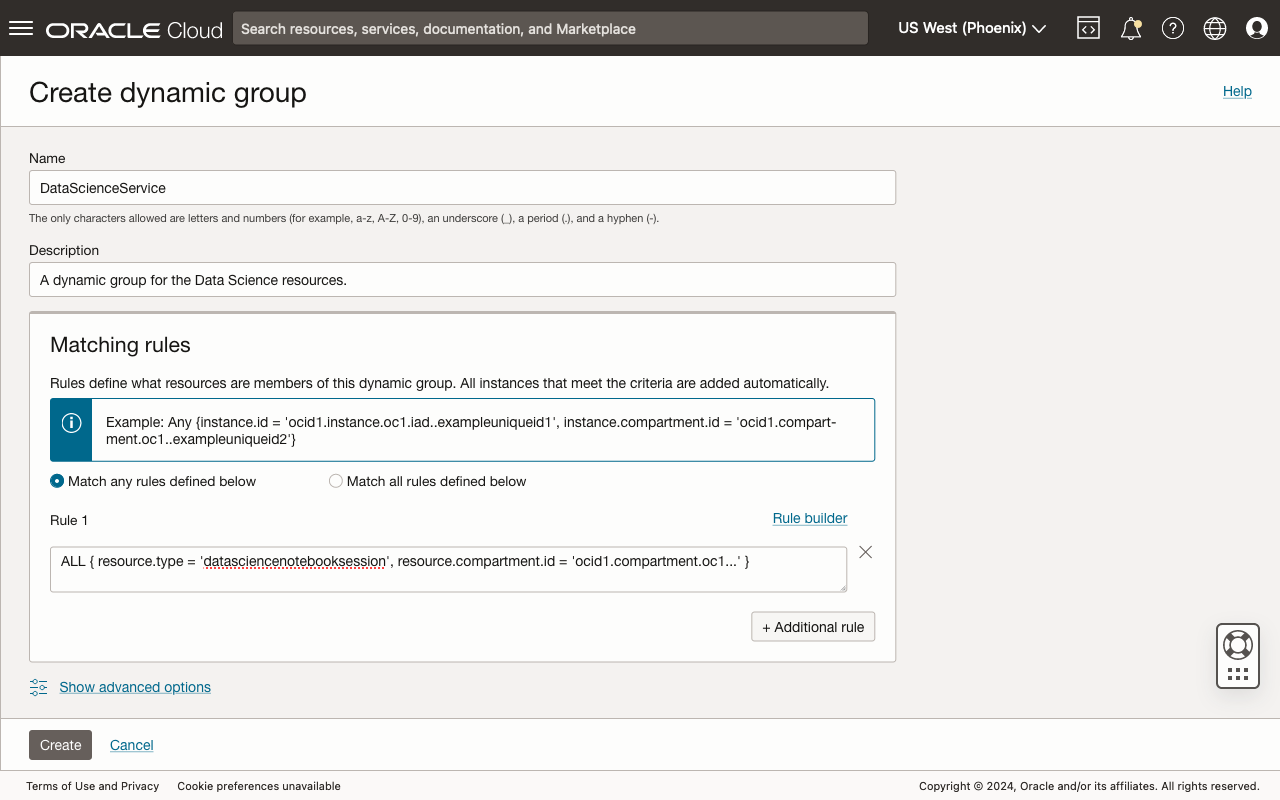 ORACLE Cloud
Search resources, services, documentation, and Marketplace
US West (Phoenix)
Create dynamic group
Help
Name
DataScienceService
The only characters allowed are letters and numbers (for example, a-z, A-Z, 0-9), an underscore (_), a period (.), and a hyphen (-).
Description
A dynamic group for the Data Science resources.
Matching rules
Rules define what resources are members of this dynamic group. All instances that meet the criteria are added automatically.
Example: Any {instance.id = 'ocid1.instance.oc1.iad..exampleuniqueid1', instance.compartment.id = 'ocid1.compart-
ment.oc1..exampleuniqueid2'}
Match any rules defined below
Match all rules defined below
Rule 1
Rule builder
ALL { resource.type = 'datasciencenotebooksession', resource.compartment.id = 'ocid1.compartment.oc1...' }
+ Additional rule
Show advanced options
Create
Cancel
Terms of Use and Privacy
Cookie preferences unavailable
Copyright © 2024, Oracle and/or its affiliates. All rights reserved.